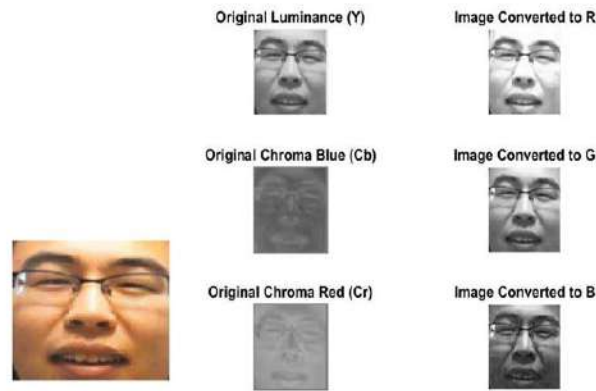 Original Luminance (Y)
Image Converted to R
Original Chroma Blue (Cb)
Image Converted to G
Original Chroma Red (Cr)
Image Converted to B